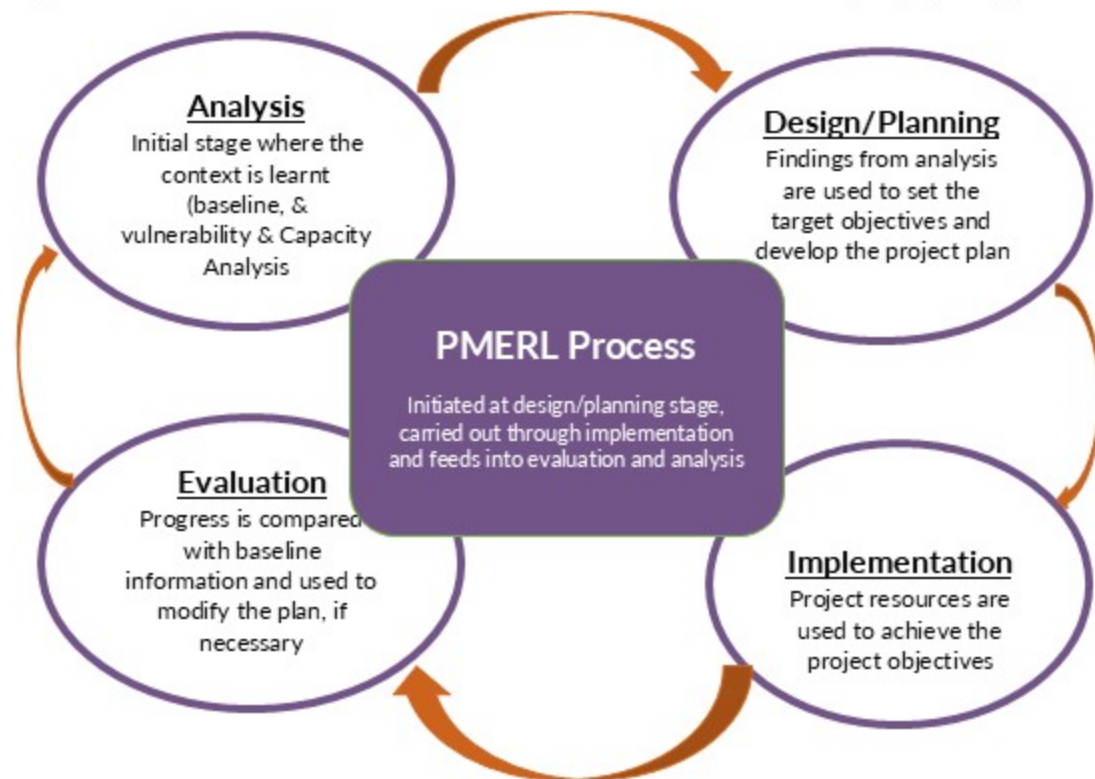 Analysis
Initial stage where the
context is learnt
(baseline, &
vulnerability & Capacity
Analysis
Design/Planning
Findings from analysis
are used to set the
target objectives and
develop the project plan
PMERL Process
Initiated at design/planning stage,
carried out through implementation
and feeds into evaluation and analysis
Evaluation
Progress is compared
with baseline
information and used to
modify the plan, if
necessary
Implementation
Project resources are
used to achieve the
project objectives